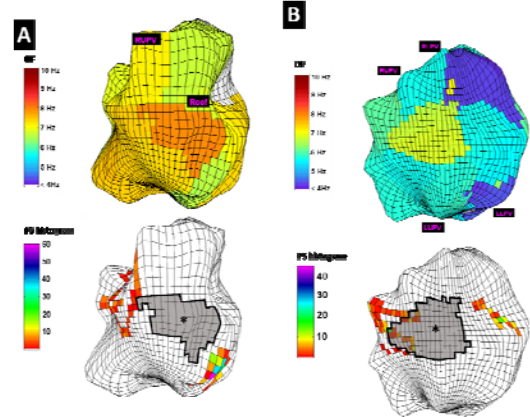 A
RUPV
DF
10 Hz
9 Hz
8 Hz
7 Hz
6 Hz
5 Hz
< 4Hz
Roof
PS histogram
60
50
40
30
20
10
*
B
RUPV
DF
10 Hz
9 Hz
8 Hz
7 Hz
6 Hz
5 Hz
< 4Hz
LUPV
PS histogram
40
30
20
10
*